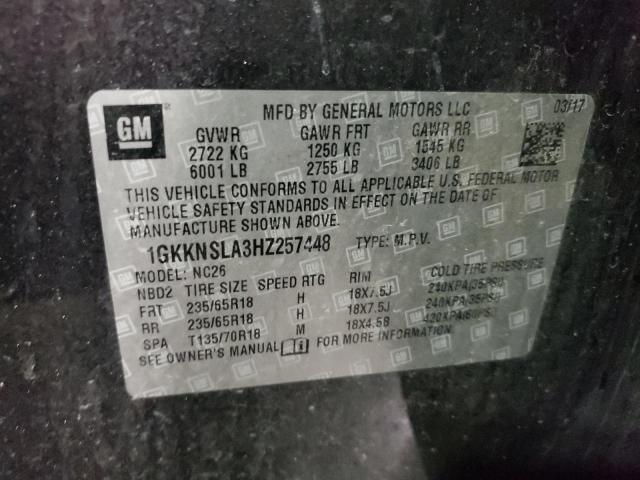 GM
MFD BY GENERAL MOTORS LLC 03/17
GVWR GAWR FRT GAWR RR
2722 KG 1250 KG 1545 KG
6001 LB 2755 LB 3406 LB
THIS VEHICLE CONFORMS TO ALL APPLICABLE U.S. FEDERAL MOTOR
VEHICLE SAFETY STANDARDS IN EFFECT ON THE DATE OF
MANUFACTURE SHOWN ABOVE.
1GKKNSLA3HZ257448 TYPE: M.P.V.
MODEL: NC26
NBD2 TIRE SIZE SPEED RTG RIM COLD TIRE PRESSURE
FRT 235/65R18 H 18X7.5J 240KPA/35PSI
RR 235/65R18 H 18X7.5J 240KPA/35PSI
SPA T135/70R18 M 18X4.5B 420KPA/60PSI
SEE OWNER'S MANUAL FOR MORE INFORMATION